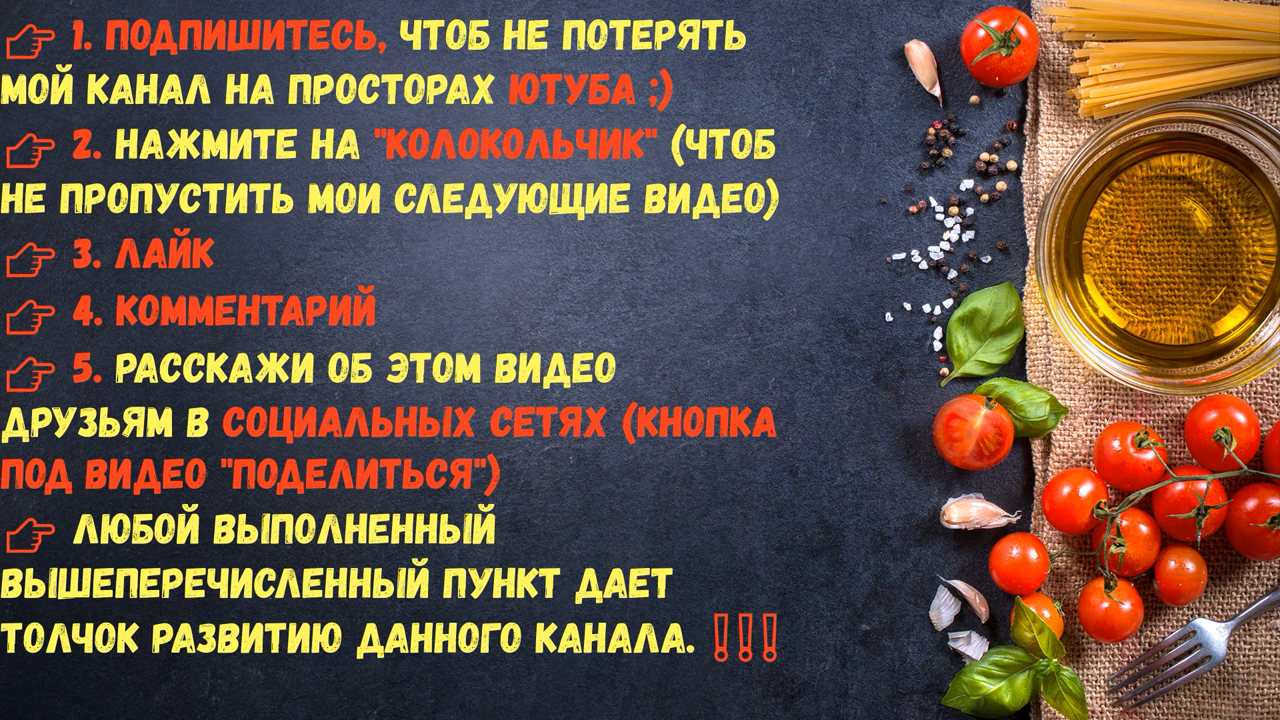 👉 1. ПОДПИШИТЕСЬ, ЧТОБ НЕ ПОТЕРЯТЬ
МОЙ КАНАЛ НА ПРОСТОРАХ ЮТУБА ;)
👉 2. НАЖМИТЕ НА "КОЛОКОЛЬЧИК" (ЧТОБ
НЕ ПРОПУСТИТЬ МОИ СЛЕДУЮЩИЕ ВИДЕО)
👉 3. ЛАЙК
👉 4. КОММЕНТАРИЙ
👉 5. РАССКАЖИ ОБ ЭТОМ ВИДЕО
ДРУЗЬЯМ В СОЦИАЛЬНЫХ СЕТЯХ (КНОПКА
ПОД ВИДЕО "ПОДЕЛИТЬСЯ")
👉 ЛЮБОЙ ВЫПОЛНЕННЫЙ
ВЫШЕПЕРЕЧИСЛЕННЫЙ ПУНКТ ДАЕТ
ТОЛЧОК РАЗВИТИЮ ДАННОГО КАНАЛА. !!!